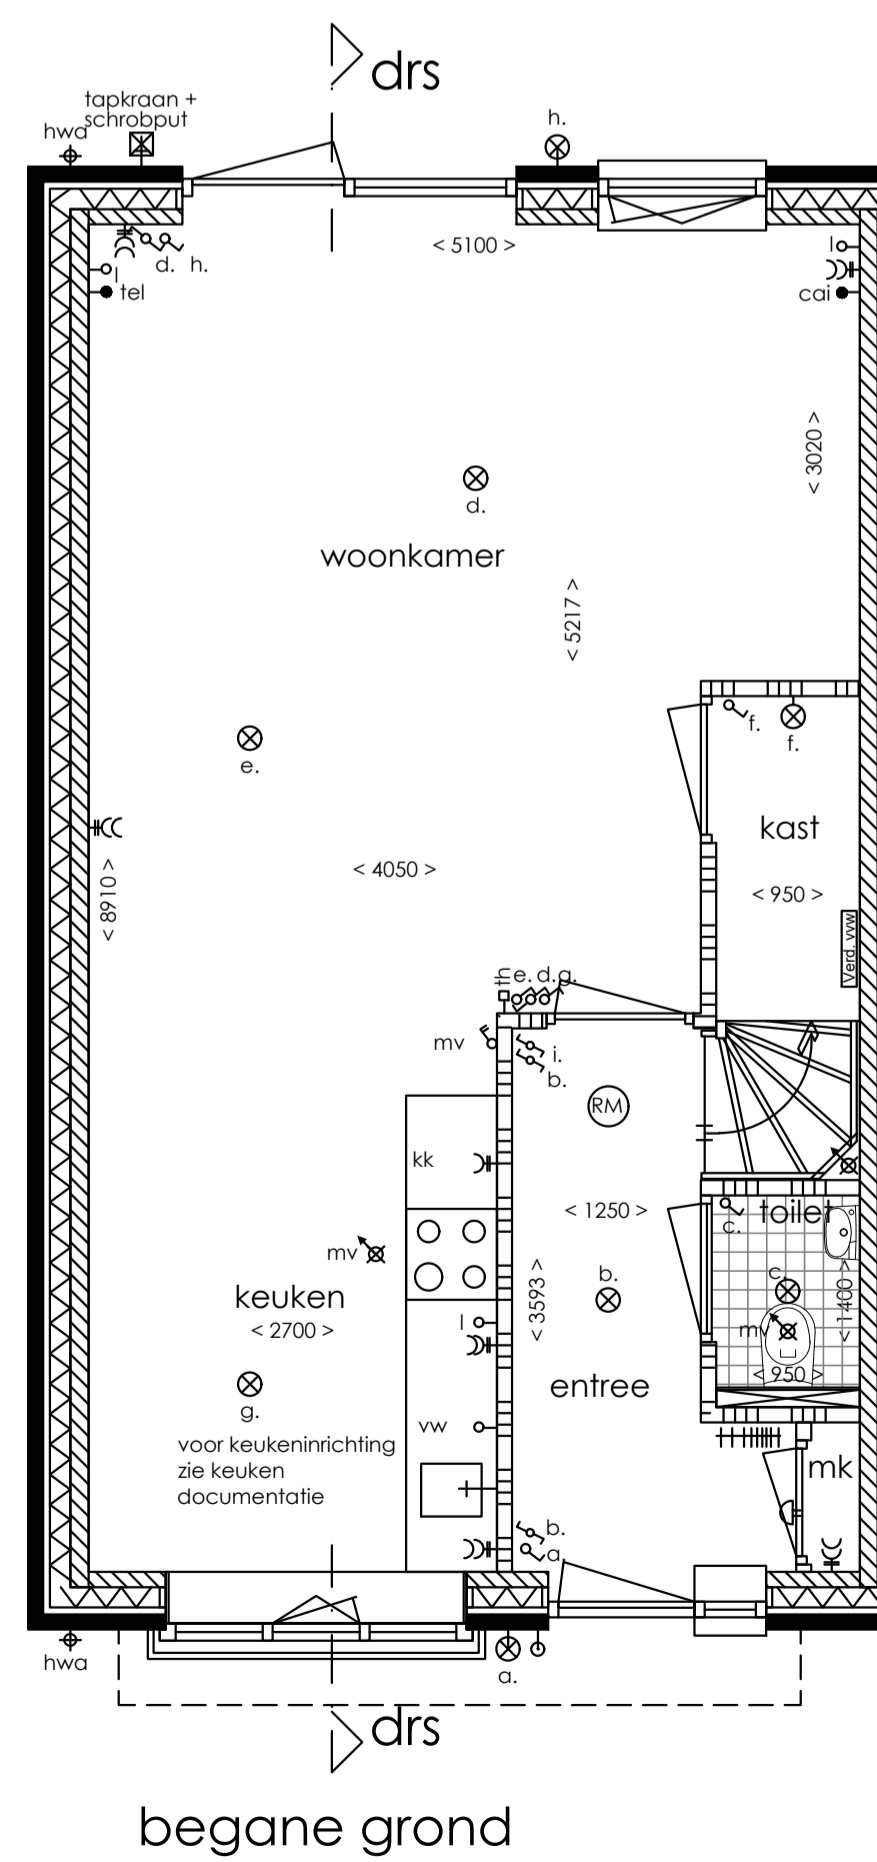 drs
tapkraan +
schrobput
hwa
h.
d. h.
l
tel
< 5100 >
l
cai
< 3020 >
d.
woonkamer
< 5217 >
e.
f.
f.
kast
< 8910 >
< 4050 >
< 950 >
Verd. vvw
th e. d. g.
mv
i.
b.
RM
kk
< 1250 >
toilet
c.
mv
keuken
< 2700 >
< 3593 >
b.
c.
< 1400 >
l
mv
g.
entree
< 950 >
vw
voor keukeninrichting
zie keuken
documentatie
mk
b.
a.
hwa
a.
drs
begane grond